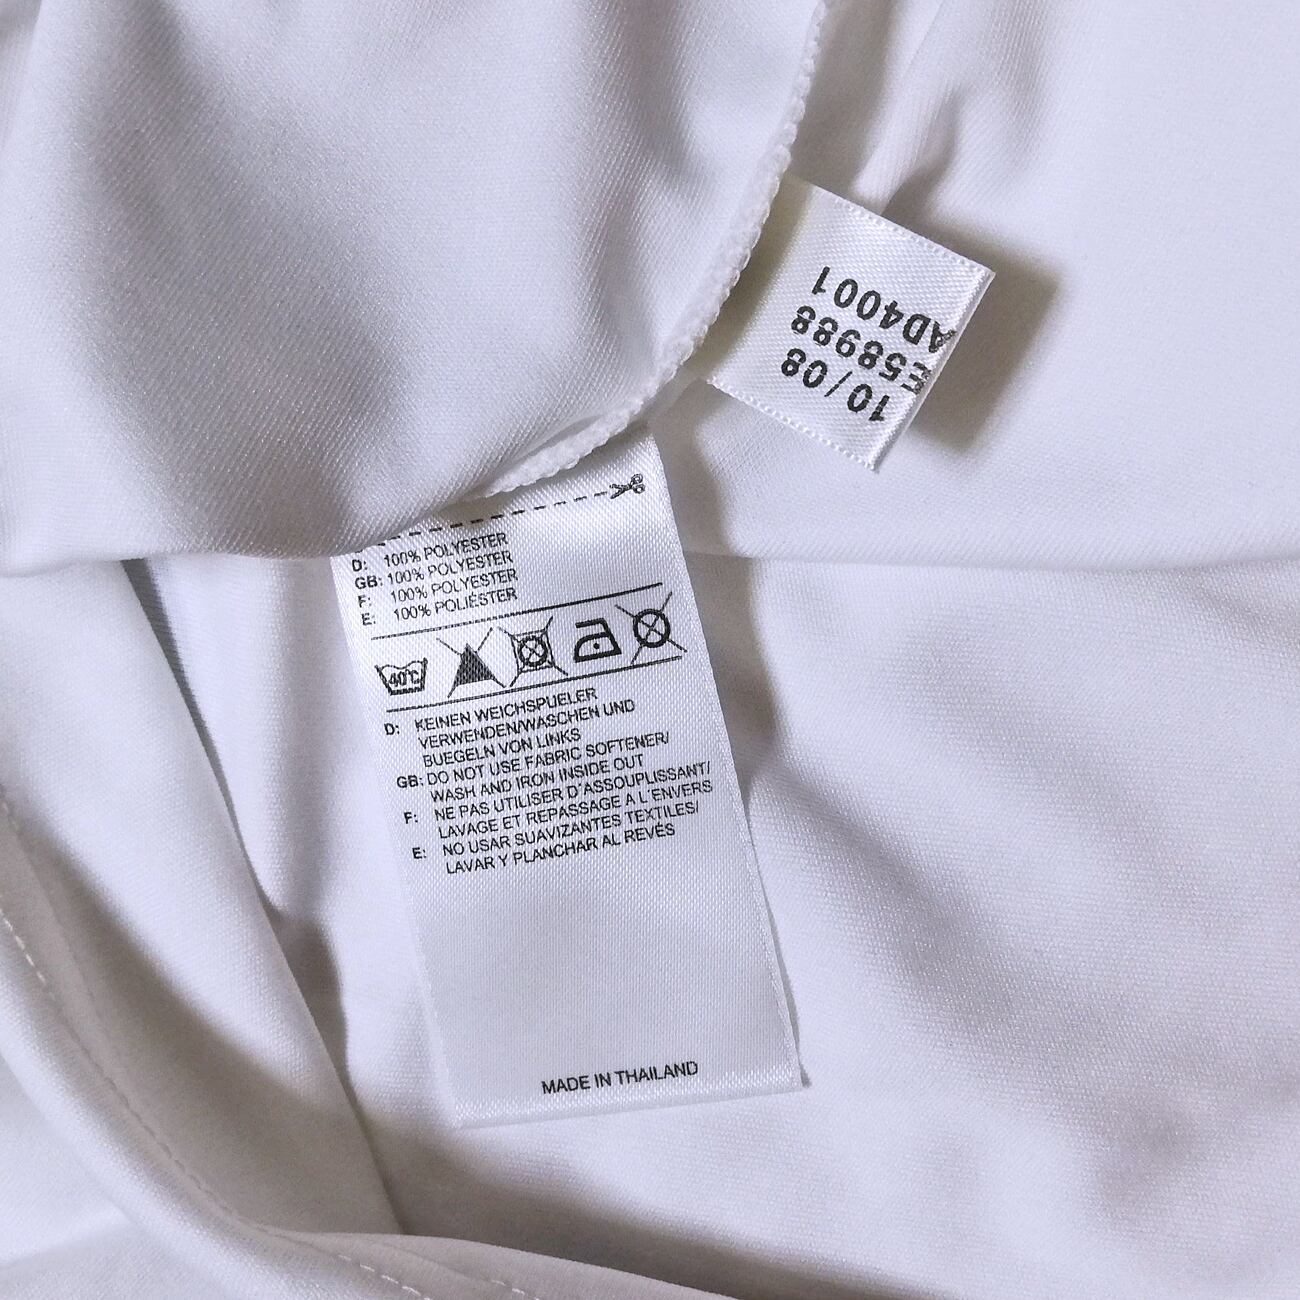 10/08
E58988
AD4001
D: 100% POLYESTER
GB: 100% POLYESTER
F: 100% POLYESTER
E: 100% POLIÉSTER
40°C
D: KEINEN WEICHSPUELER
VERWENDEN/WASCHEN UND
BUEGELN VON LINKS
GB: DO NOT USE FABRIC SOFTENER/
WASH AND IRON INSIDE OUT
F: NE PAS UTILISER D'ASSOUPLISSANT/
LAVAGE ET REPASSAGE A L'ENVERS
E: NO USAR SUAVIZANTES TEXTILES/
LAVAR Y PLANCHAR AL REVÉS
MADE IN THAILAND